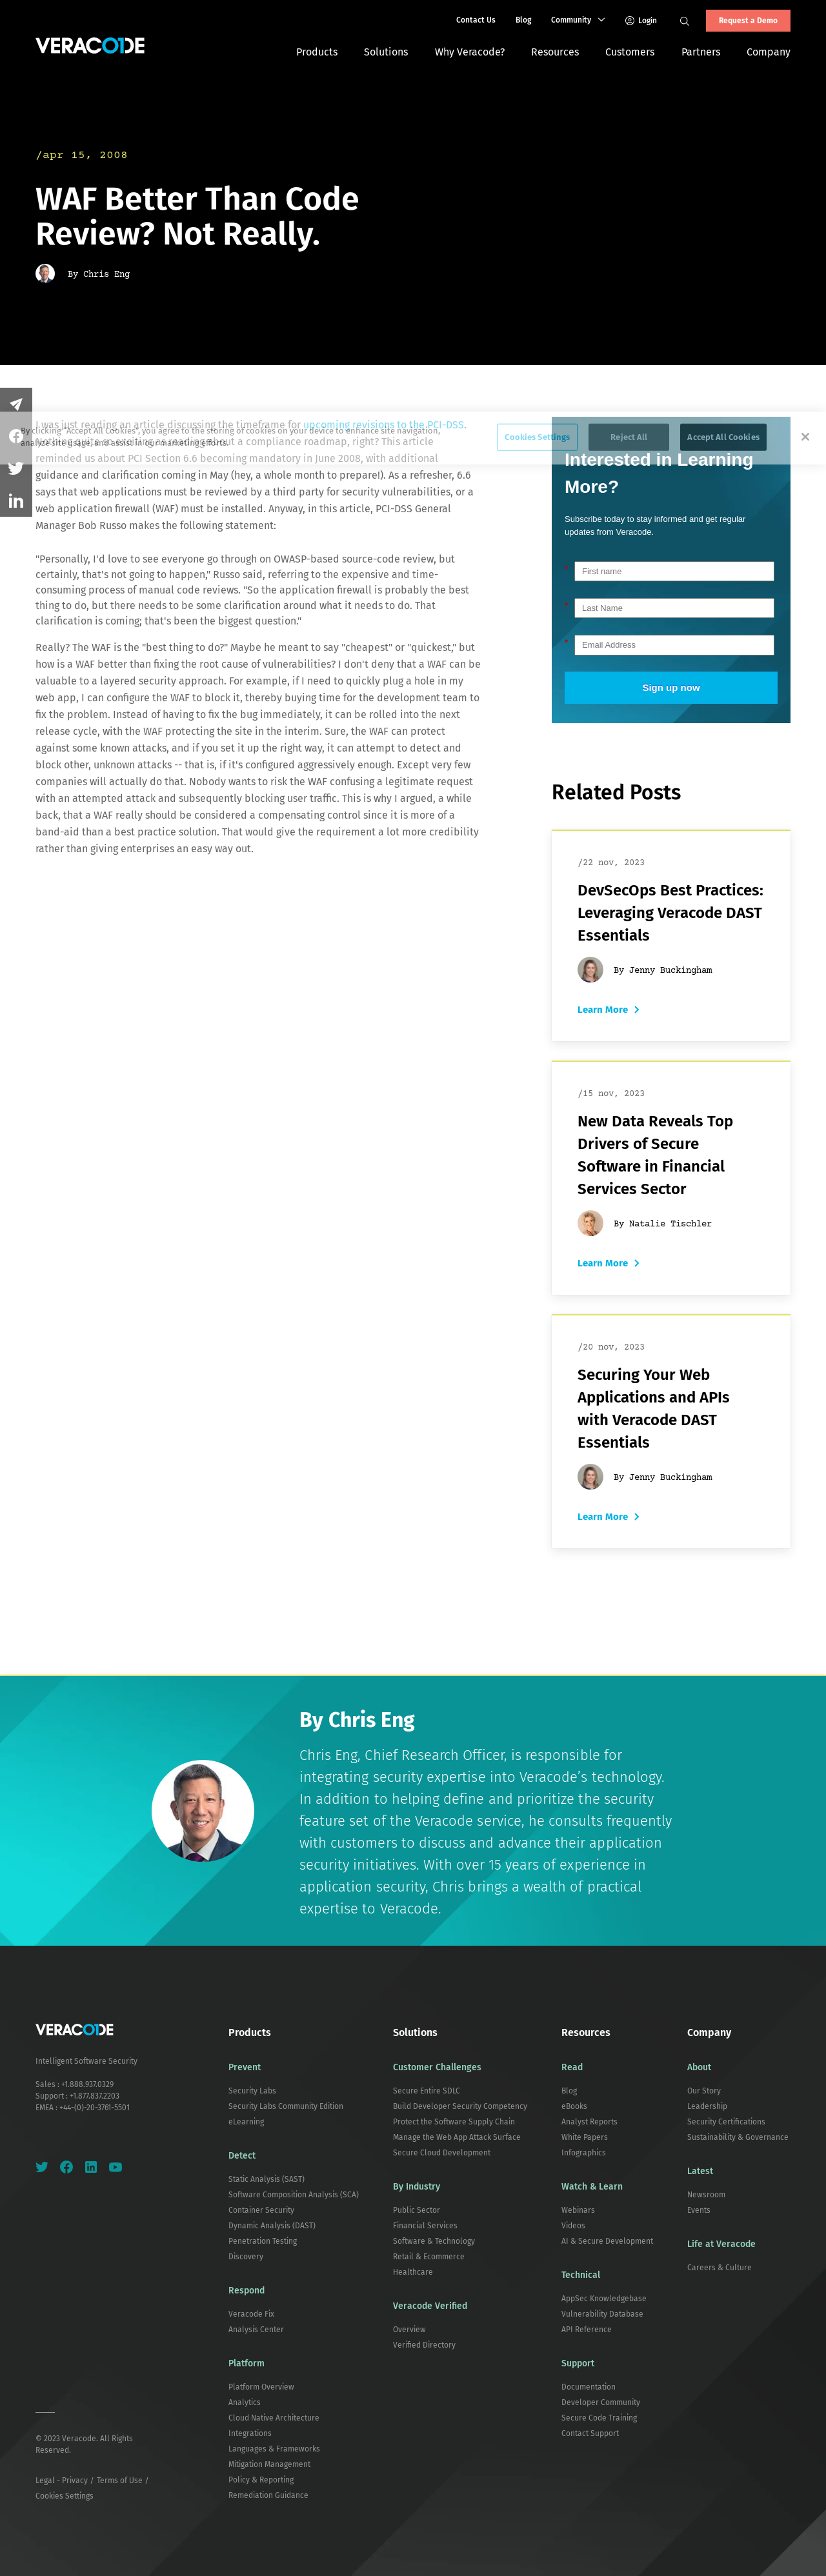 Contact Us
Blog
Community
Login
Request a Demo
VERACODE
Products
Solutions
Why Veracode?
Resources
Customers
Partners
Company
/apr 15, 2008
WAF Better Than Code
Review? Not Really.
By Chris Eng
I was just reading an article discussing the timeframe for upcoming revisions to the PCI-DSS.
Nothing quite so exciting as reading about a compliance roadmap, right? This article
reminded us about PCI Section 6.6 becoming mandatory in June 2008, with additional
guidance and clarification coming in May (hey, a whole month to prepare!). As a refresher, 6.6
says that web applications must be reviewed by a third party for security vulnerabilities, or a
web application firewall (WAF) must be installed. Anyway, in this article, PCI-DSS General
Manager Bob Russo makes the following statement:
By clicking "Accept All Cookies", you agree to the storing of cookies on your device to enhance site navigation,
analyze site usage, and assist in our marketing efforts.
Cookies Settings
Reject All
Accept All Cookies
"Personally, I'd love to see everyone go through on OWASP-based source-code review, but
certainly, that's not going to happen," Russo said, referring to the expensive and time-
consuming process of manual code reviews. "So the application firewall is probably the best
thing to do, but there needs to be some clarification around what it needs to do. That
clarification is coming; that's been the biggest question."
Really? The WAF is the "best thing to do?" Maybe he meant to say "cheapest" or "quickest," but
how is a WAF better than fixing the root cause of vulnerabilities? I don't deny that a WAF can be
valuable to a layered security approach. For example, if I need to quickly plug a hole in my
web app, I can configure the WAF to block it, thereby buying time for the development team to
fix the problem. Instead of having to fix the bug immediately, it can be rolled into the next
release cycle, with the WAF protecting the site in the interim. Sure, the WAF can protect
against some known attacks, and if you set it up the right way, it can attempt to detect and
block other, unknown attacks -- that is, if it's configured aggressively enough. Except very few
companies will actually do that. Nobody wants to risk the WAF confusing a legitimate request
with an attempted attack and subsequently blocking user traffic. This is why I argued, a while
back, that a WAF really should be considered a compensating control since it is more of a
band-aid than a best practice solution. That would give the requirement a lot more credibility
rather than giving enterprises an easy way out.
Interested in Learning
More?
Subscribe today to stay informed and get regular
updates from Veracode.
* First name
* Last Name
* Email Address
Sign up now
Related Posts
/22 nov, 2023
DevSecOps Best Practices:
Leveraging Veracode DAST
Essentials
By Jenny Buckingham
Learn More
/15 nov, 2023
New Data Reveals Top
Drivers of Secure
Software in Financial
Services Sector
By Natalie Tischler
Learn More
/20 nov, 2023
Securing Your Web
Applications and APIs
with Veracode DAST
Essentials
By Jenny Buckingham
Learn More
By Chris Eng
Chris Eng, Chief Research Officer, is responsible for
integrating security expertise into Veracode’s technology.
In addition to helping define and prioritize the security
feature set of the Veracode service, he consults frequently
with customers to discuss and advance their application
security initiatives. With over 15 years of experience in
application security, Chris brings a wealth of practical
expertise to Veracode.
VERACODE
Intelligent Software Security
Sales : +1.888.937.0329
Support : +1.877.837.2203
EMEA : +44-(0)-20-3761-5501
© 2023 Veracode. All Rights
Reserved.
Legal - Privacy / Terms of Use /
Cookies Settings
Products
Prevent
Security Labs
Security Labs Community Edition
eLearning
Detect
Static Analysis (SAST)
Software Composition Analysis (SCA)
Container Security
Dynamic Analysis (DAST)
Penetration Testing
Discovery
Respond
Veracode Fix
Analysis Center
Platform
Platform Overview
Analytics
Cloud Native Architecture
Integrations
Languages & Frameworks
Mitigation Management
Policy & Reporting
Remediation Guidance
Solutions
Customer Challenges
Secure Entire SDLC
Build Developer Security Competency
Protect the Software Supply Chain
Manage the Web App Attack Surface
Secure Cloud Development
By Industry
Public Sector
Financial Services
Software & Technology
Retail & Ecommerce
Healthcare
Veracode Verified
Overview
Verified Directory
Resources
Read
Blog
eBooks
Analyst Reports
White Papers
Infographics
Watch & Learn
Webinars
Videos
AI & Secure Development
Technical
AppSec Knowledgebase
Vulnerability Database
API Reference
Support
Documentation
Developer Community
Secure Code Training
Contact Support
Company
About
Our Story
Leadership
Security Certifications
Sustainability & Governance
Latest
Newsroom
Events
Life at Veracode
Careers & Culture